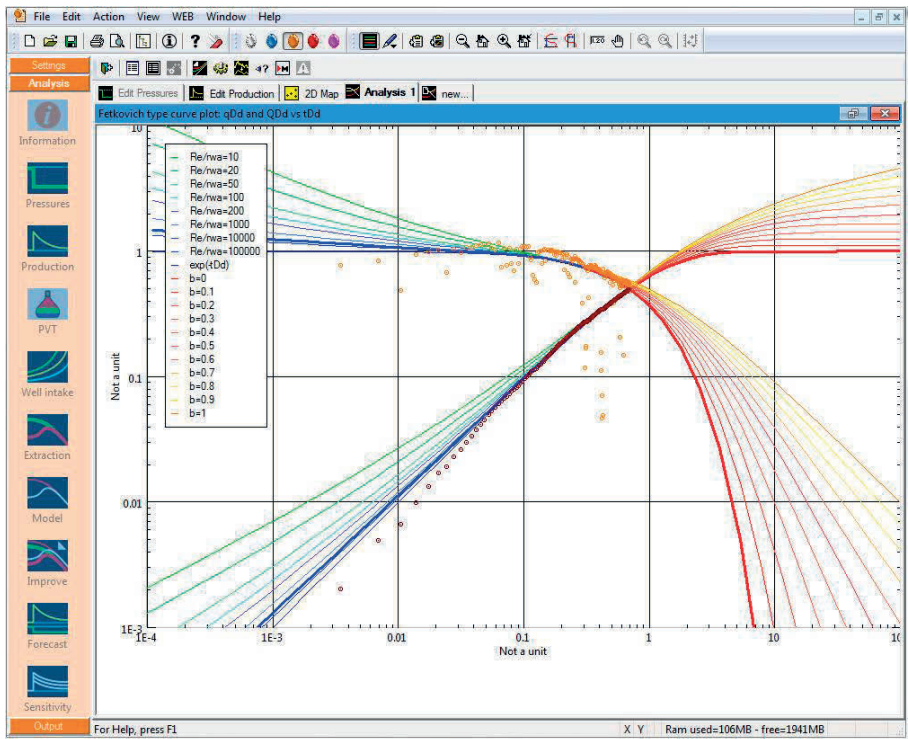 File Edit Action View WEB Window Help
Settings
Analysis
Edit Pressures Edit Production 2D Map Analysis 1 new...
Fetkovich type curve plot: qDd and QDd vs tDd
Information
Pressures
Production
PVT
Well intake
Extraction
Model
Improve
Forecast
Sensitivity
Output
10
1
0.1
0.01
1E-3
Not a unit
Re/rwa=10
Re/rwa=20
Re/rwa=50
Re/rwa=100
Re/rwa=200
Re/rwa=1000
Re/rwa=10000
Re/rwa=100000
exp(-tDd)
b=0
b=0.1
b=0.2
b=0.3
b=0.4
b=0.5
b=0.6
b=0.7
b=0.8
b=0.9
b=1
1E-4 1E-3 0.01 0.1 1 10
Not a unit
For Help, press F1 X Y Ram used=106MB - free=1941MB